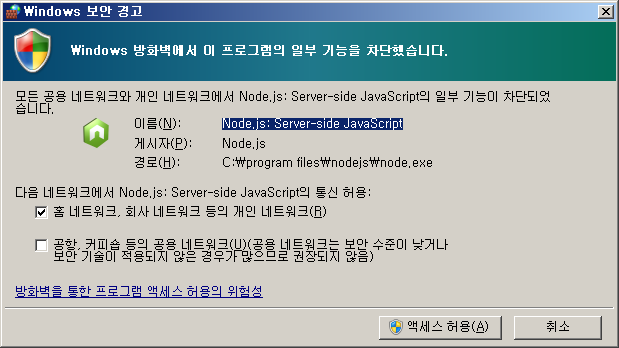 Windows 보안 경고
Windows 방화벽에서 이 프로그램의 일부 기능을 차단했습니다.
모든 공용 네트워크와 개인 네트워크에서 Node.js: Server-side JavaScript의 일부 기능이 차단되었
습니다.
이름(N): Node.js: Server-side JavaScript
게시자(P): Node.js
경로(H): C:₩program files₩nodejs₩node.exe
다음 네트워크에서 Node.js: Server-side JavaScript의 통신 허용:
홈 네트워크, 회사 네트워크 등의 개인 네트워크(R)
공항, 커피숍 등의 공용 네트워크(U)(공용 네트워크는 보안 수준이 낮거나
보안 기술이 적용되지 않은 경우가 많으므로 권장되지 않음)
방화벽을 통한 프로그램 액세스 허용의 위험성
액세스 허용(A) 취소